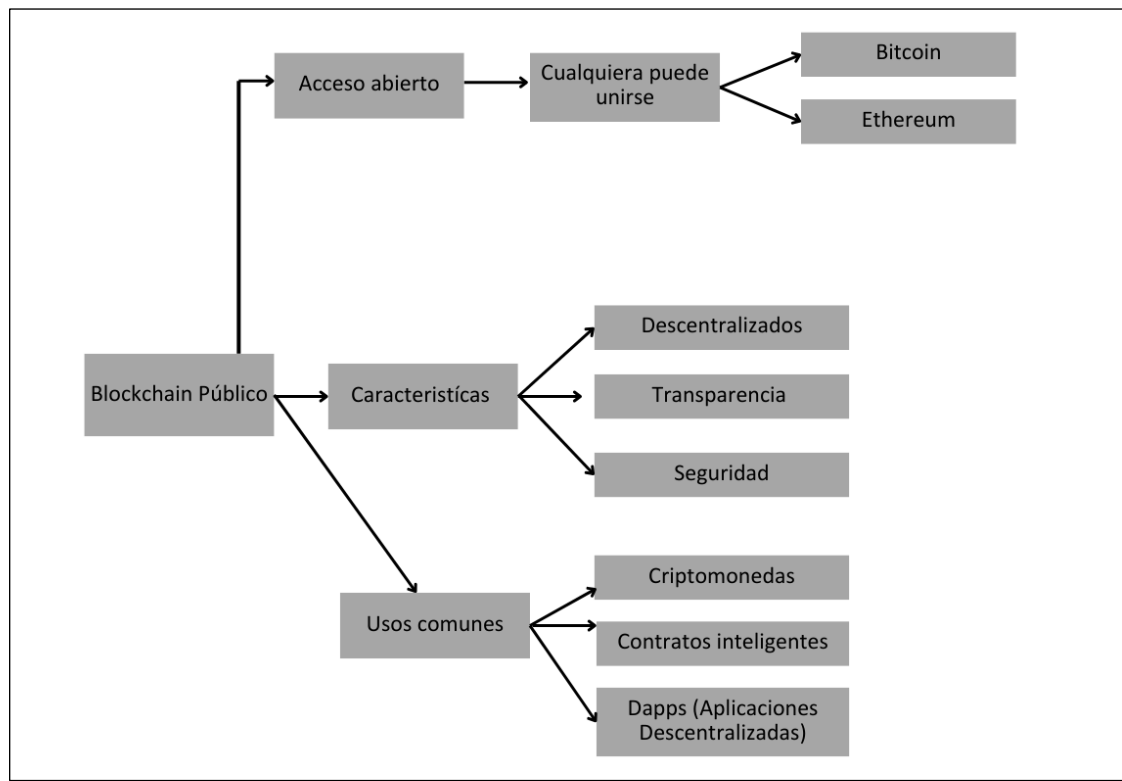 Acceso abierto
Cualquiera puede
unirse
Bitcoin
Ethereum
Blockchain Público
Caracteristícas
Descentralizados
Transparencia
Seguridad
Usos comunes
Criptomonedas
Contratos inteligentes
Dapps (Aplicaciones
Descentralizadas)